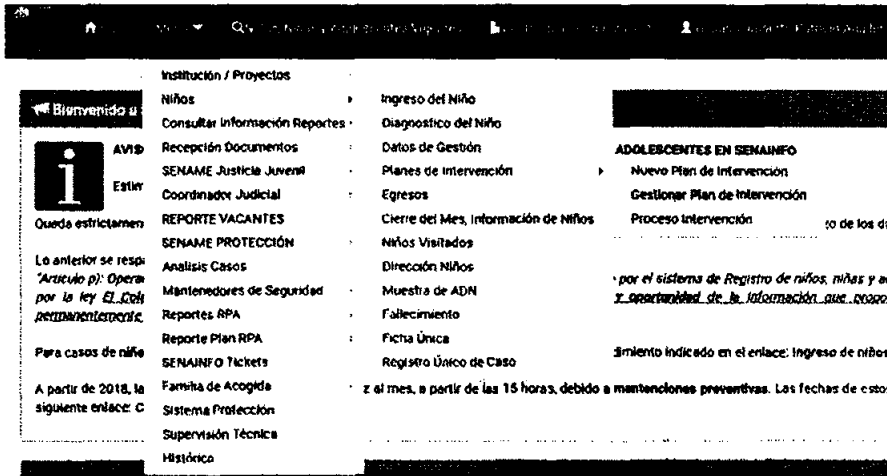 Bienvenido a
Institución / Proyectos
Niños
Consultar Información Reportes
Recepción Documentos
SENAME Justicia Juvenil
Coordinador Judicial
REPORTE VACANTES
SENAME PROTECCIÓN
Analisis Casos
Mantenedores de Seguridad
Reportes RPA
Reporte Plan RPA
SENAINFO Tickets
Familia de Acogida
Sistema Protección
Supervisión Técnica
Histórico
Ingreso del Niño
Diagnostico del Niño
Datos de Gestión
Planes de Intervención
Egresos
Cierre del Mes, Información de Niños
Niños Visitados
Dirección Niños
Muestra de ADN
Fallecimiento
Ficha Única
Registro Único de Caso
ADOLESCENTES EN SENAINFO
Nuevo Plan de Intervención
Gestionar Plan de Intervención
Proceso Intervención
AVIS
Estim
Queda estrictamen
to de los da
Lo anterior se resp
"Artículo p): Opera
por el sistema de Registro de niños, niñas y a
por la ley El Col
y oportunidad de la información que propo
permanentemente,
Para casos de niñe
dimiento indicado en el enlace: Ingreso de niños
A partir de 2018, la
z al mes, a partir de las 15 horas, debido a mantenciones preventivas. Las fechas de esto
siguiente enlace: C